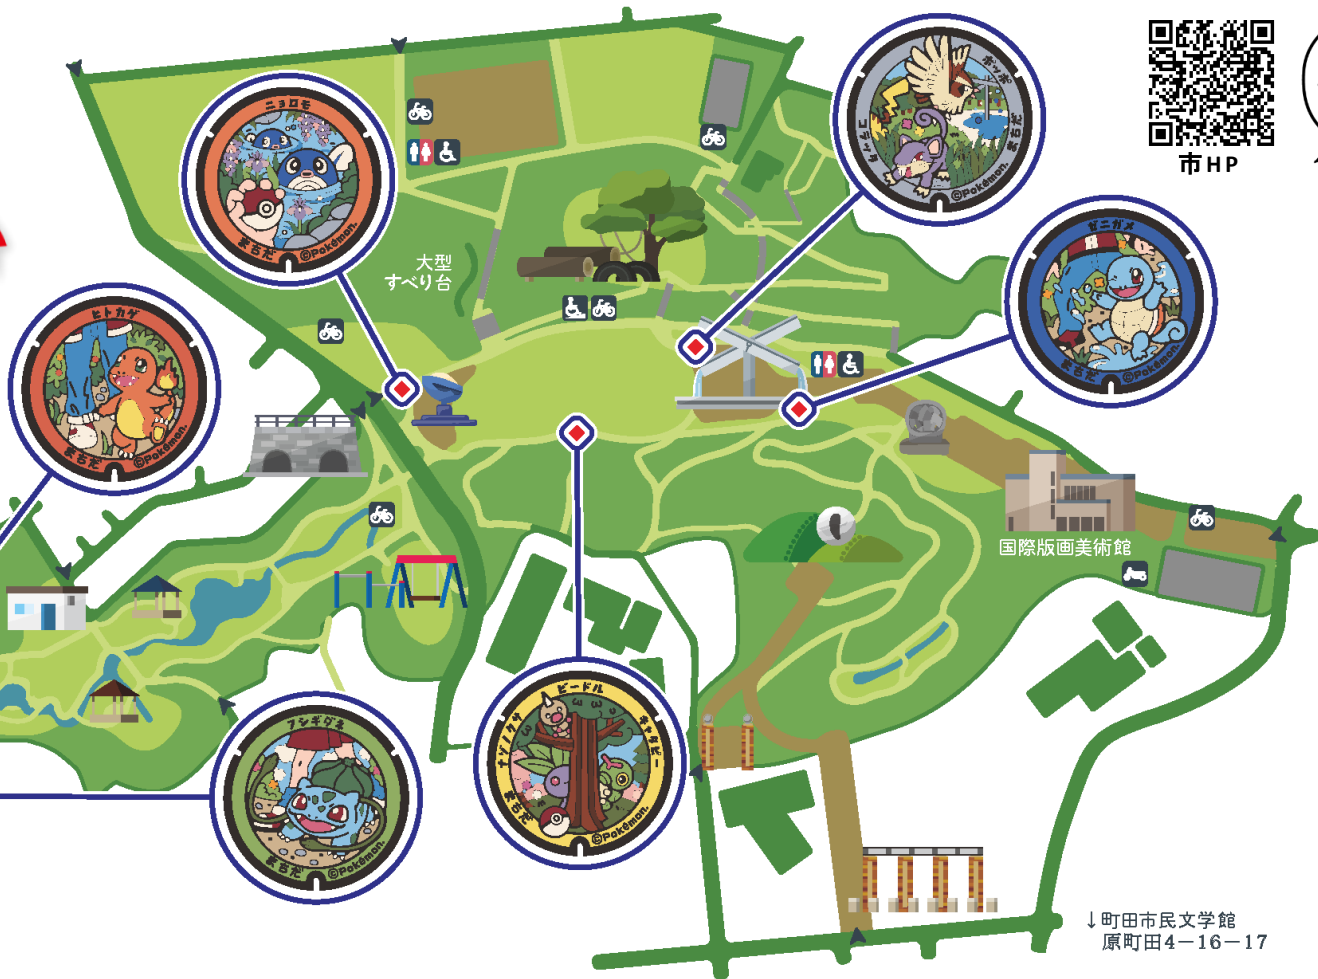 市HP
ポッポ
コラッタ
まちだ
©Pokémon.
ニョロモ
まちだ
©Pokémon.
ゼニガメ
まちだ
©Pokémon.
大型
すべり台
ヒトカゲ
まちだ
©Pokémon.
国際版画美術館
フシギダネ
まちだ
©Pokémon.
ビードル
ナゾノクサ
キャタピー
まちだ
©Pokémon.
↓町田市民文学館
原町田4－16－17